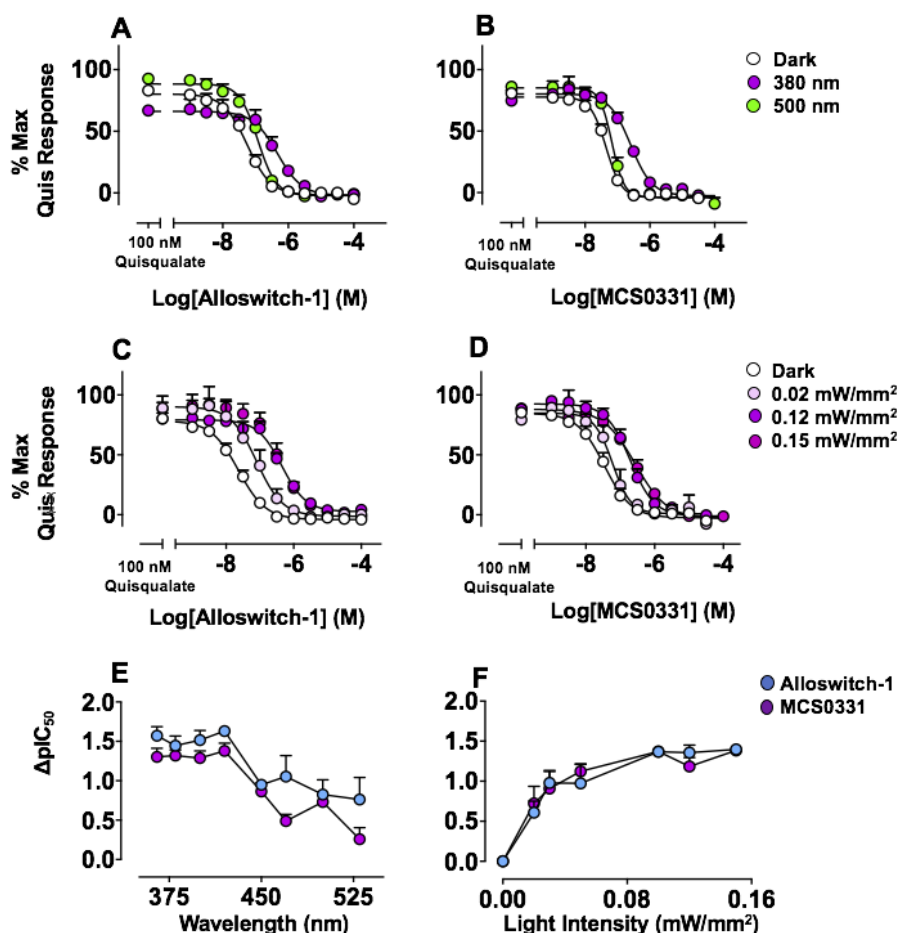 A
B
100
50
0
% Max
Quis Response
100 nM
Quisqualate
-8
-6
-4
Log[Alloswitch-1] (M)
100
50
0
100 nM
Quisqualate
-8
-6
-4
Log[MCS0331] (M)
Dark
380 nm
500 nm
C
D
100
50
0
% Max
Quis Response
100 nM
Quisqualate
-8
-6
-4
Log[Alloswitch-1] (M)
100
50
0
100 nM
Quisqualate
-8
-6
-4
Log[MCS0331] (M)
Dark
0.02 mW/mm²
0.12 mW/mm²
0.15 mW/mm²
E
F
2.0
1.5
1.0
0.5
0.0
ΔpIC₅₀
375
450
525
Wavelength (nm)
2.0
1.5
1.0
0.5
0.0
0.00
0.08
0.16
Light Intensity (mW/mm²)
Alloswitch-1
MCS0331